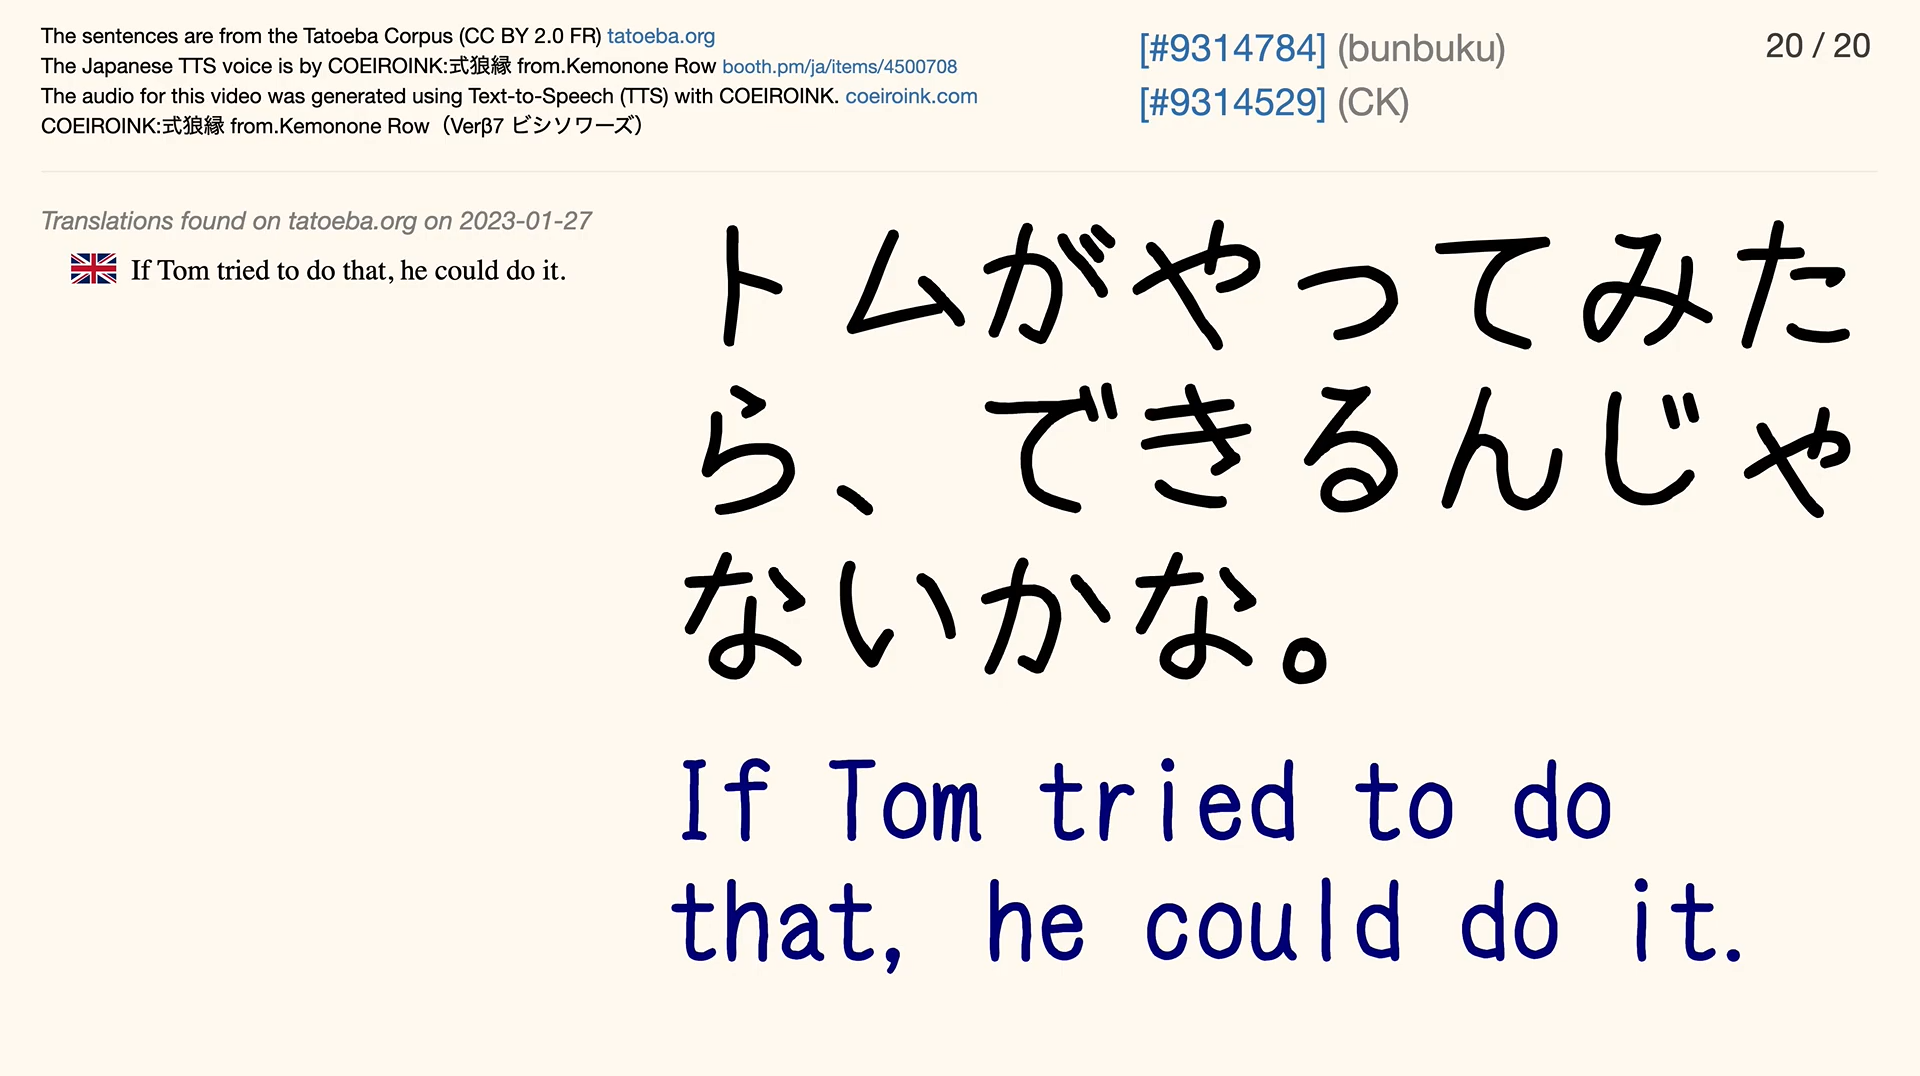 The sentences are from the Tatoeba Corpus (CC BY 2.0 FR) tatoeba.org
The Japanese TTS voice is by COEIROINK:式狼縁 from.Kemonone Row booth.pm/ja/items/4500708
The audio for this video was generated using Text-to-Speech (TTS) with COEIROINK. coeiroink.com
COEIROINK:式狼縁 from.Kemonone Row（Verβ7 ビシソワーズ）
[#9314784] (bunbuku)
[#9314529] (CK)
20 / 20
Translations found on tatoeba.org on 2023-01-27
If Tom tried to do that, he could do it.
トムがやってみた
ら、できるんじゃ
ないかな。
If Tom tried to do
that, he could do it.